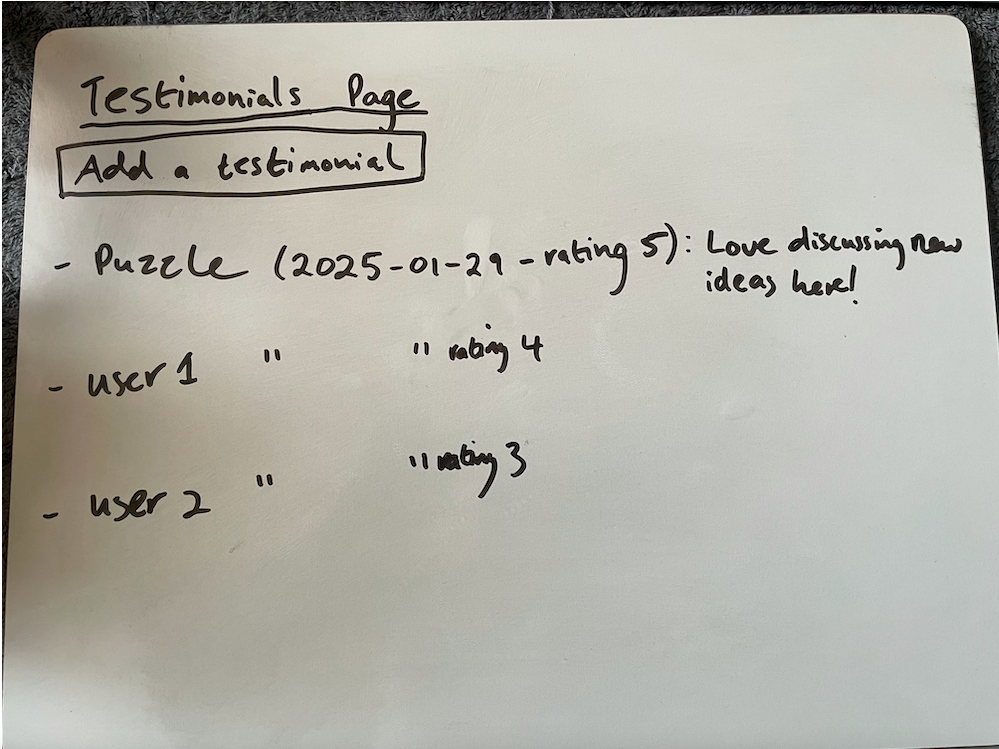 Testimonials Page
Add a testimonial
- Puzzle (2025-01-29 - rating 5): Love discussing new
ideas here!
- user 1 " " rating 4
- user 2 " " rating 3